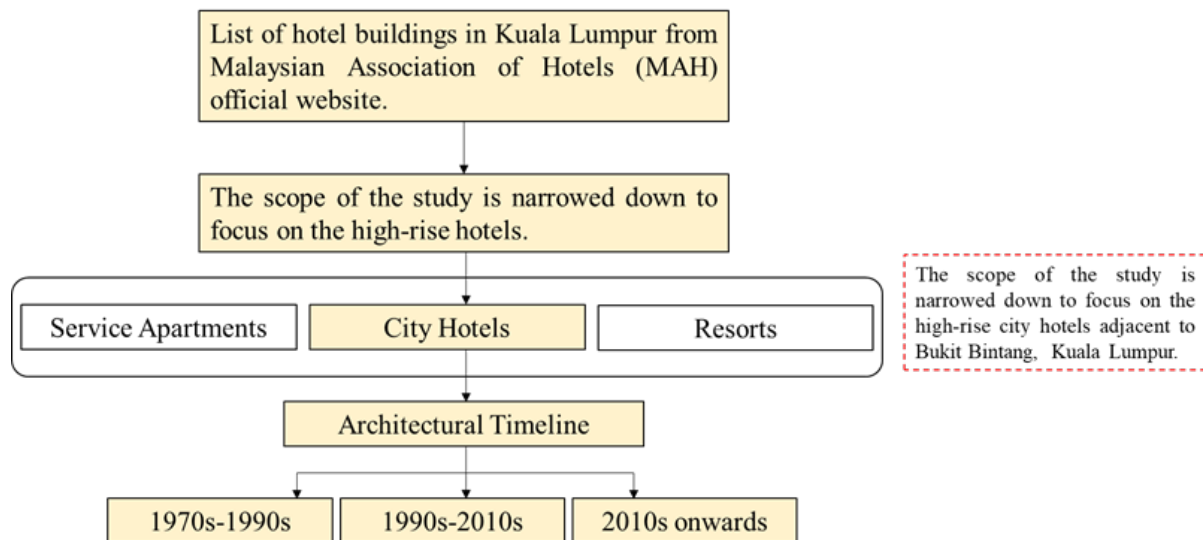 List of hotel buildings in Kuala Lumpur from
Malaysian Association of Hotels (MAH)
official website.
The scope of the study is narrowed down to
focus on the high-rise hotels.
Service Apartments
City Hotels
Resorts
The scope of the study is
narrowed down to focus on the
high-rise city hotels adjacent to
Bukit Bintang, Kuala Lumpur.
Architectural Timeline
1970s-1990s
1990s-2010s
2010s onwards